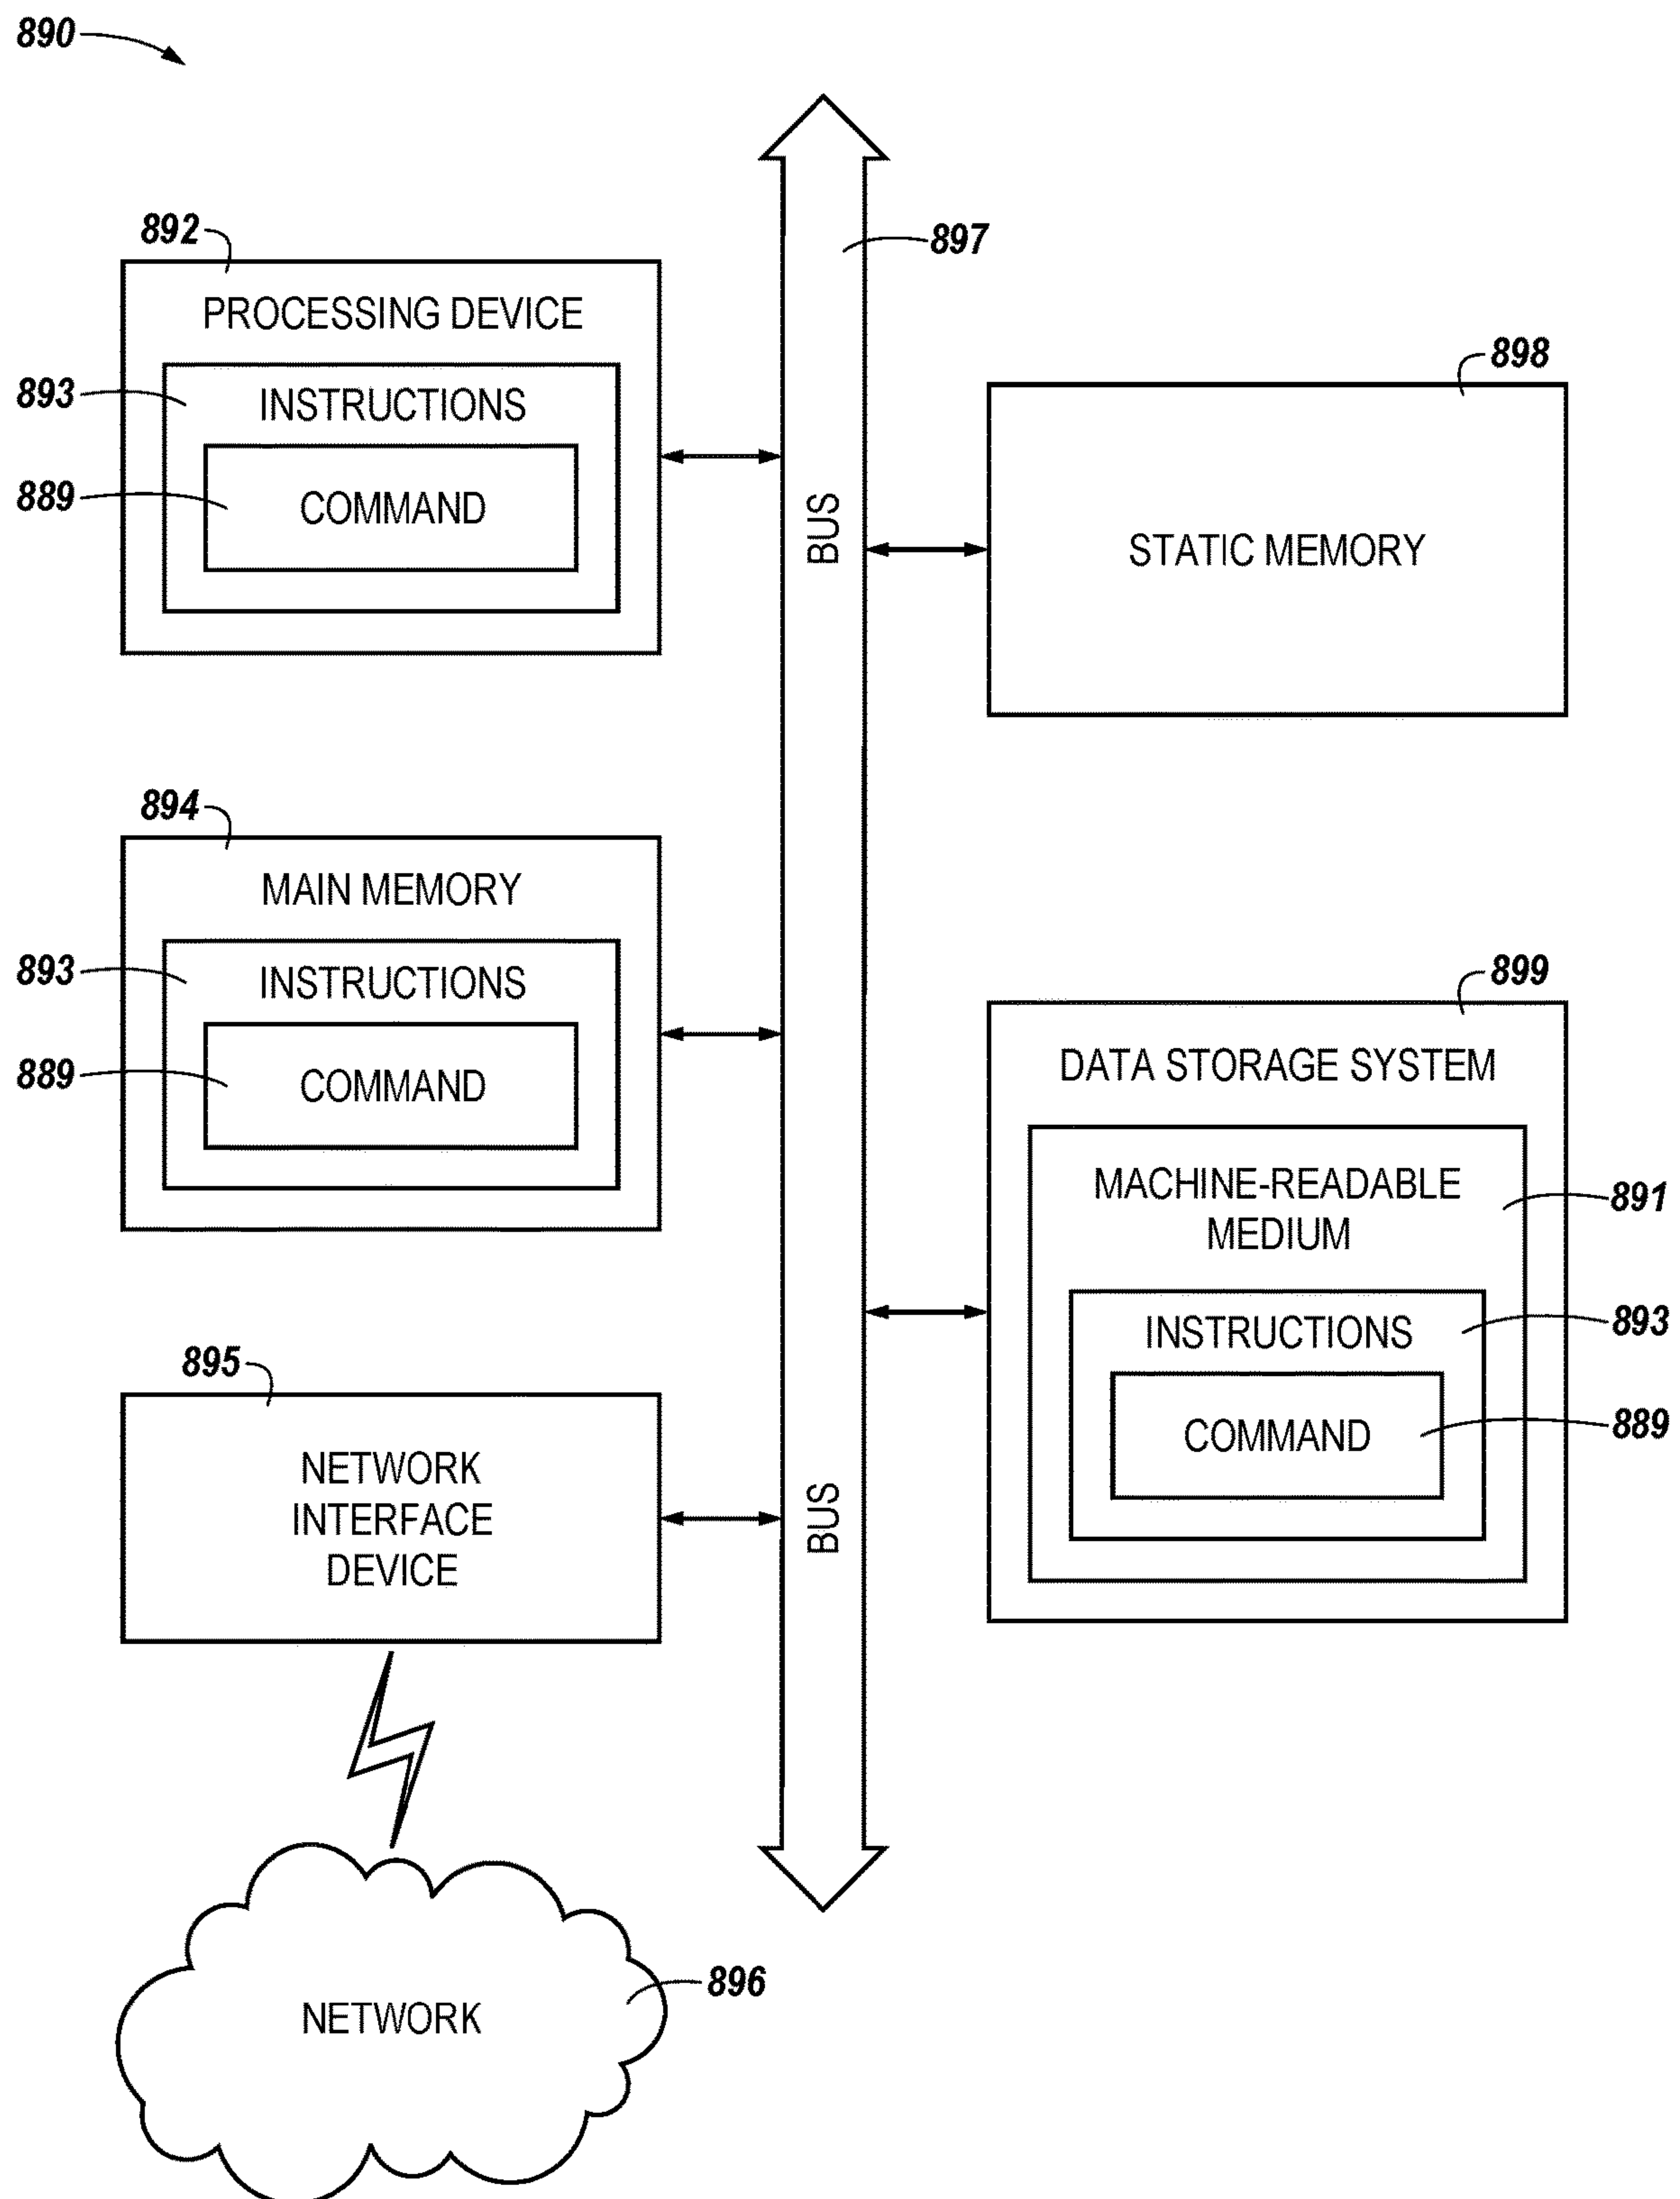 890
892
PROCESSING DEVICE
893
INSTRUCTIONS
889
COMMAND
894
MAIN MEMORY
893
INSTRUCTIONS
889
COMMAND
895
NETWORK
INTERFACE
DEVICE
NETWORK
896
897
BUS
BUS
898
STATIC MEMORY
899
DATA STORAGE SYSTEM
MACHINE-READABLE
MEDIUM
891
INSTRUCTIONS
893
COMMAND
889